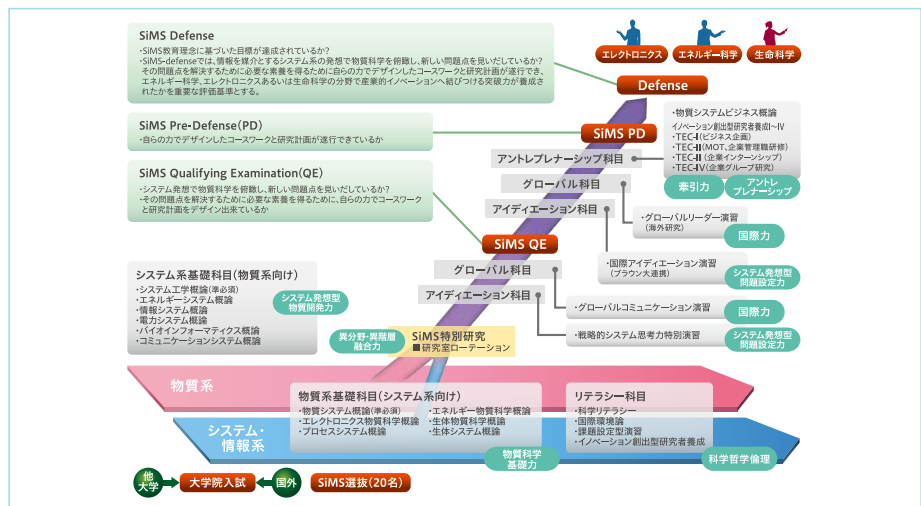 SiMS Defense
・SiMS教育理念に基づいた目標が達成されているか?
・SiMS-defenseでは、情報を媒介とするシステム系の発想で物質科学を俯瞰し、新しい問題点を見いだしているか?
その問題点を解決するために必要な素養を得るために自らの力でデザインしたコースワークと研究計画が遂行でき、
エネルギー科学、エレクトロニクスあるいは生命科学の分野で産業的イノベーションへ結びつける突破力が養成さ
れたかを重要な評価基準とする。
エレクトロニクス
エネルギー科学
生命科学
Defense
SiMS Pre-Defense(PD)
・自らの力でデザインしたコースワークと研究計画が遂行できているか
SiMS PD
・物質システムビジネス概論
イノベーション創出型研究者養成I〜IV
・TEC-I(ビジネス企画)
・TEC-II(MOT、企業管理職研修)
・TEC-II(企業インターンシップ)
・TEC-IV(企業グループ研究)
牽引力
アントレ
プレナーシップ
アントレプレナーシップ科目
グローバル科目
アイディエーション科目
SiMS Qualifying Examination(QE)
・システム発想で物質科学を俯瞰し、新しい問題点を見いだしているか?
・その問題点を解決するために必要な素養を得るために、自らの力でコースワーク
と研究計画をデザイン出来ているか
・グローバルリーダー演習
(海外研究)
国際力
SiMS QE
・国際アイディエーション演習
(ブラウン大連携)
システム発想型
問題設定力
グローバル科目
アイディエーション科目
・グローバルコミュニケーション演習
国際力
・戦略的システム思考力特別演習
システム発想型
問題設定力
システム系基礎科目(物質系向け)
・システム工学概論(準必須)
・エネルギーシステム概論
・情報システム概論
・電力システム概論
・バイオインフォーマティクス概論
・コミュニケーションシステム概論
システム発想型
物質開発力
異分野・異階層
融合力
SiMS特別研究
■研究室ローテーション
物質系
システム・
情報系
物質系基礎科目(システム系向け)
・物質システム概論(準必須)
・エレクトロニクス物質科学概論
・プロセスシステム概論
・エネルギー物質科学概論
・生体物質科学概論
・生体システム概論
物質科学
基礎力
リテラシー科目
・科学リテラシー
・国際環境論
・課題設定型演習
・イノベーション創出型研究者養成
科学哲学倫理
他
大学
大学院入試
国外
SiMS選抜(20名)